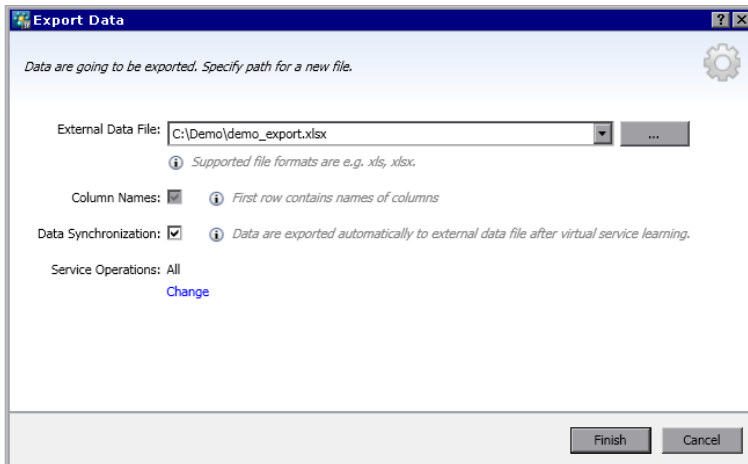 Export Data
Data are going to be exported. Specify path for a new file.
External Data File: C:\Demo\demo_export.xlsx ...
Supported file formats are e.g. xls, xlsx.
Column Names: First row contains names of columns
Data Synchronization: Data are exported automatically to external data file after virtual service learning.
Service Operations: All
Change
Finish Cancel